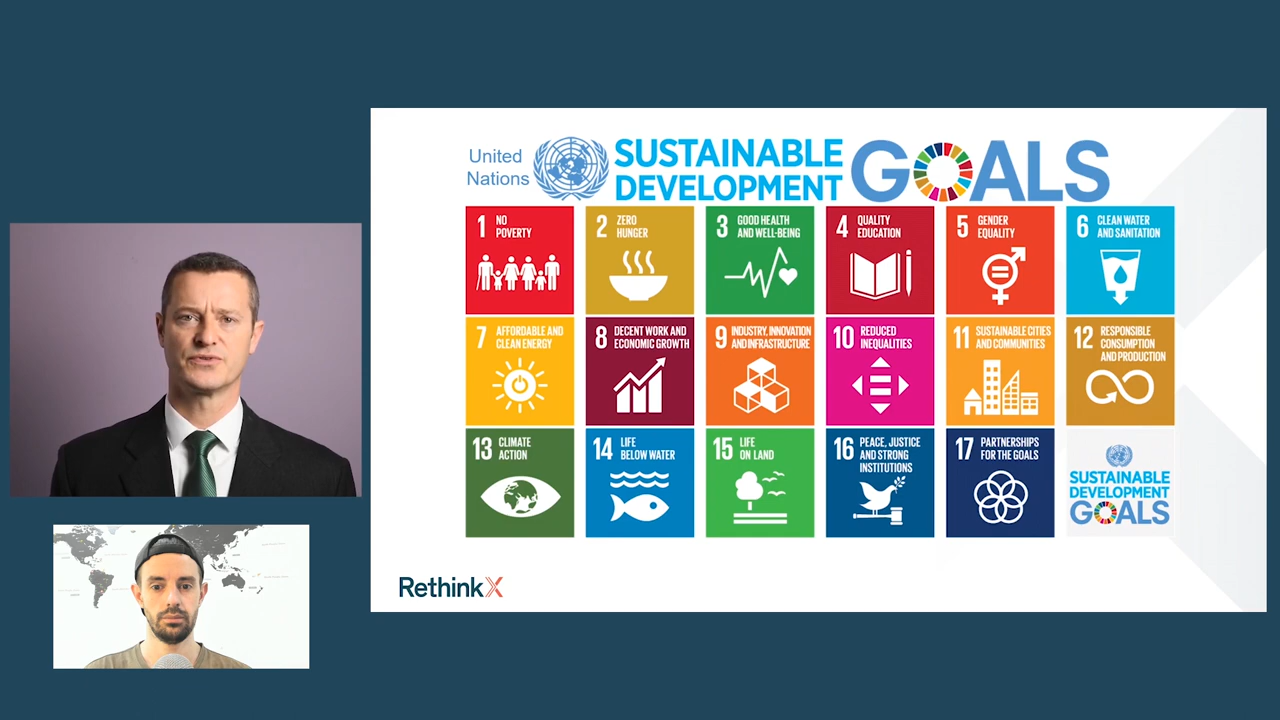 United
Nations
SUSTAINABLE
DEVELOPMENT
GOALS
1 NO
POVERTY
2 ZERO
HUNGER
3 GOOD HEALTH
AND WELL-BEING
4 QUALITY
EDUCATION
5 GENDER
EQUALITY
6 CLEAN WATER
AND SANITATION
7 AFFORDABLE AND
CLEAN ENERGY
8 DECENT WORK AND
ECONOMIC GROWTH
9 INDUSTRY, INNOVATION
AND INFRASTRUCTURE
10 REDUCED
INEQUALITIES
11 SUSTAINABLE CITIES
AND COMMUNITIES
12 RESPONSIBLE
CONSUMPTION
AND PRODUCTION
13 CLIMATE
ACTION
14 LIFE
BELOW WATER
15 LIFE
ON LAND
16 PEACE, JUSTICE
AND STRONG
INSTITUTIONS
17 PARTNERSHIPS
FOR THE GOALS
SUSTAINABLE
DEVELOPMENT
GOALS
RethinkX